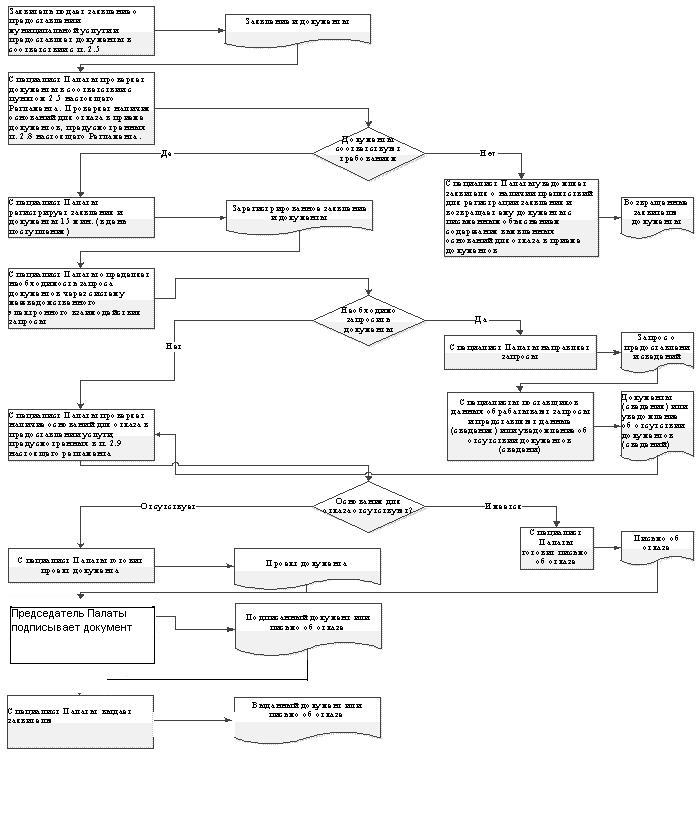 Заявитель подает заявление о
предоставлении
муниципальной услуги и
предоставляет документы в
соответствии с п. 2.5
Заявление и документы
Специалист Палаты проверяет
документы в соответствии с
пунктом 2.5 настоящего
Регламента. Проверяет наличие
оснований для отказа в приеме
документов, предусмотренных
п. 2.8 настоящего Регламента.
Документы
соответствуют
требованиям
Да
Нет
Специалист Палаты
регистрирует заявление и
документы 15 мин. (в день
поступления)
Зарегистрированное заявление
и документы
Специалист Палаты уведомляет
заявителя о наличии препятствий
для регистрации заявления и
возвращает ему документы с
письменным объяснением
содержания выявленных
оснований для отказа в приеме
документов
Возвращенные
заявителю
документы
Специалист Палаты определяет
необходимость запроса
документов через систему
межведомственного
электронного взаимодействия
запросы
Необходимо
запросить
документы
Нет
Да
Специалист Палаты направляет
запросы
Запрос о
предоставлени
и сведений
Специалисты поставщиков
данных обрабатывают запросы
и представляют данные
(сведения) или уведомление об
отсутствии документов
(сведений)
Документы
(сведения) или
уведомление
об отсутствии
документов
(сведений)
Специалист Палаты проверяет
наличие оснований для отказа в
предоставлении услуги,
предусмотренных в п. 2.9
настоящего регламента
Основания для
отказа отсутствуют?
Отсутствует
Имеется
Специалист Палаты готовит
проект документа
Проект документа
Специалист
Палаты
готовит письмо
об отказе
Письмо об
отказе
Председатель Палаты
подписывает документ
Подписанный документ или
письмо об отказе
Специалист Палаты выдает
заявителю
Выданный документ или
письмо об отказе